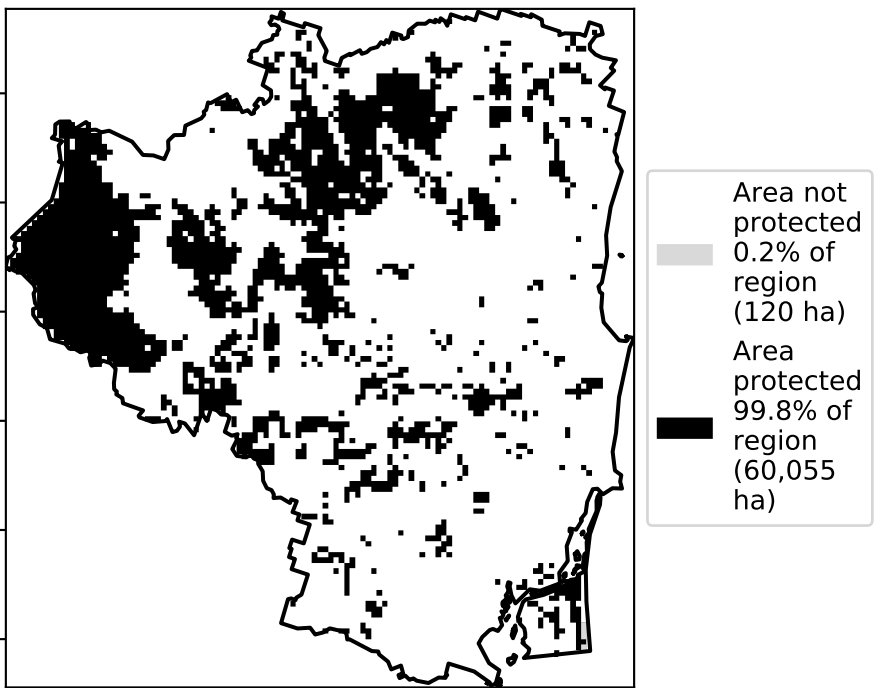 Area not
protected
0.2% of
region
(120 ha)
Area
protected
99.8% of
region
(60,055
ha)